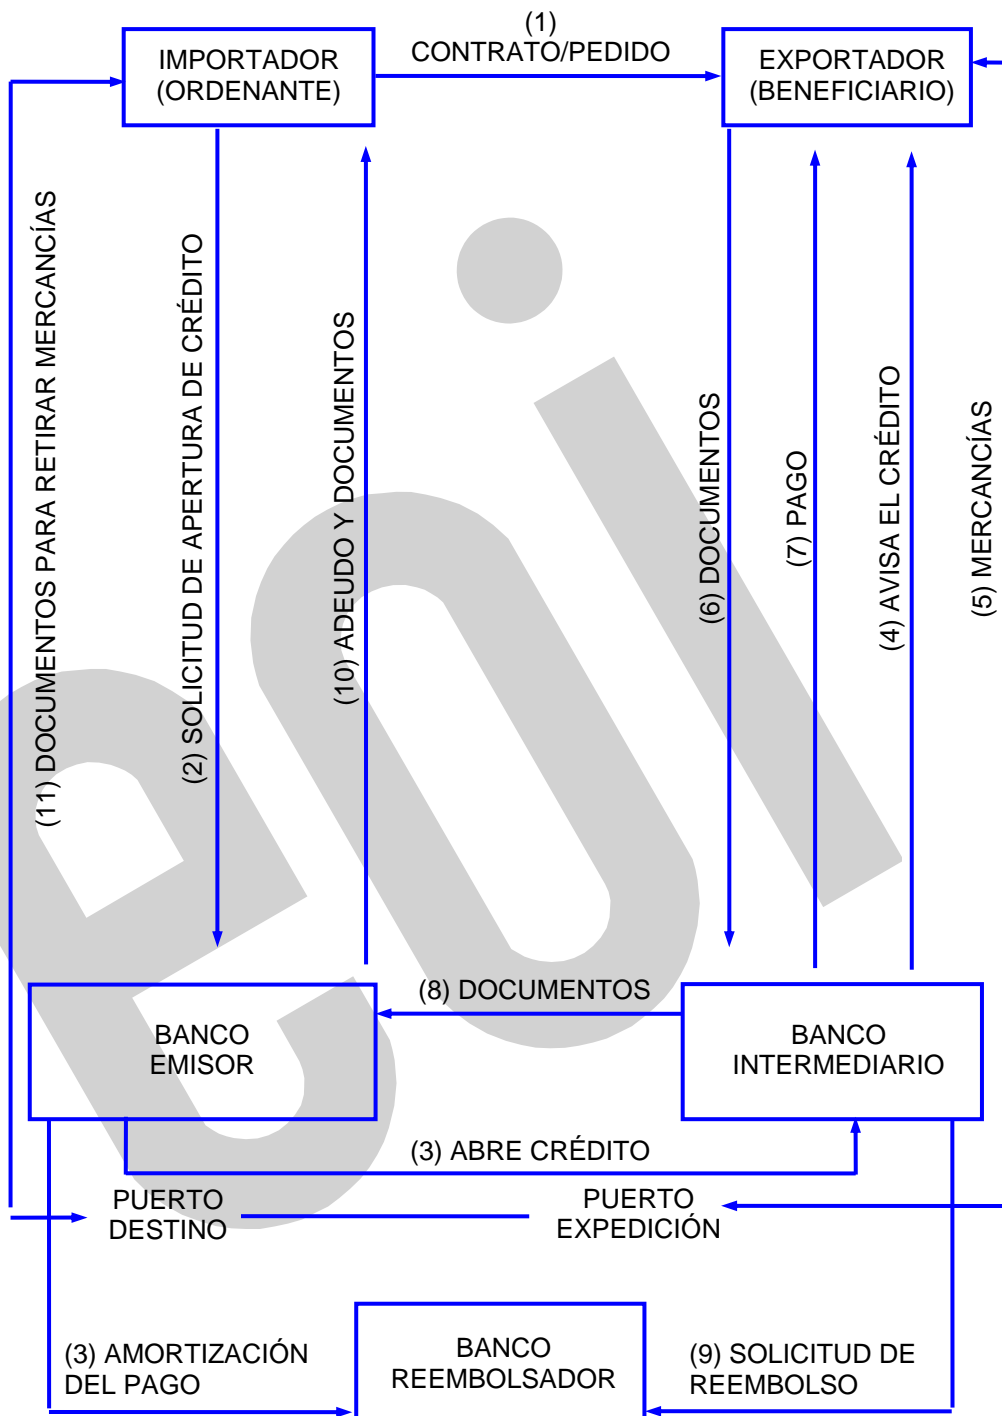 (1)
CONTRATO/PEDIDO
IMPORTADOR
(ORDENANTE)
EXPORTADOR
(BENEFICIARIO)
(11) DOCUMENTOS PARA RETIRAR MERCANCÍAS
(2) SOLICITUD DE APERTURA DE CRÉDITO
(10) ADEUDO Y DOCUMENTOS
(6) DOCUMENTOS
(7) PAGO
(4) AVISA EL CRÉDITO
(5) MERCANCÍAS
eoi
(8) DOCUMENTOS
BANCO
EMISOR
BANCO
INTERMEDIARIO
(3) ABRE CRÉDITO
PUERTO
DESTINO
PUERTO
EXPEDICIÓN
(3) AMORTIZACIÓN
DEL PAGO
BANCO
REEMBOLSADOR
(9) SOLICITUD DE
REEMBOLSO